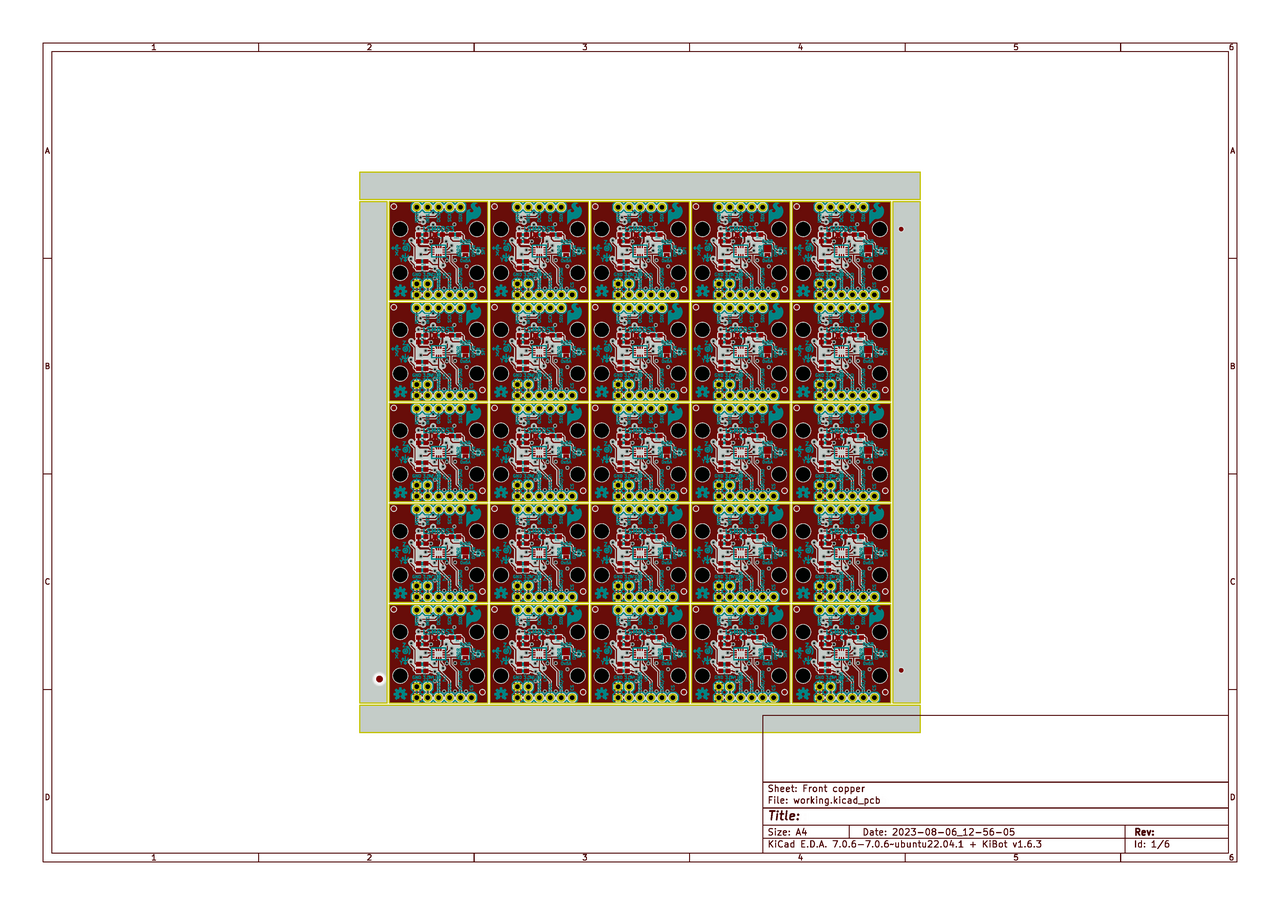 1 2 3 4 5 6
A A
B B
C C
D D
Sheet: Front copper
File: working.kicad_pcb
Title:
Size: A4 Date: 2023-08-06_12-56-05 Rev:
KiCad E.D.A. 7.0.6-7.0.6~ubuntu22.04.1 + KiBot v1.6.3 Id: 1/6
1 2 3 4 5 6